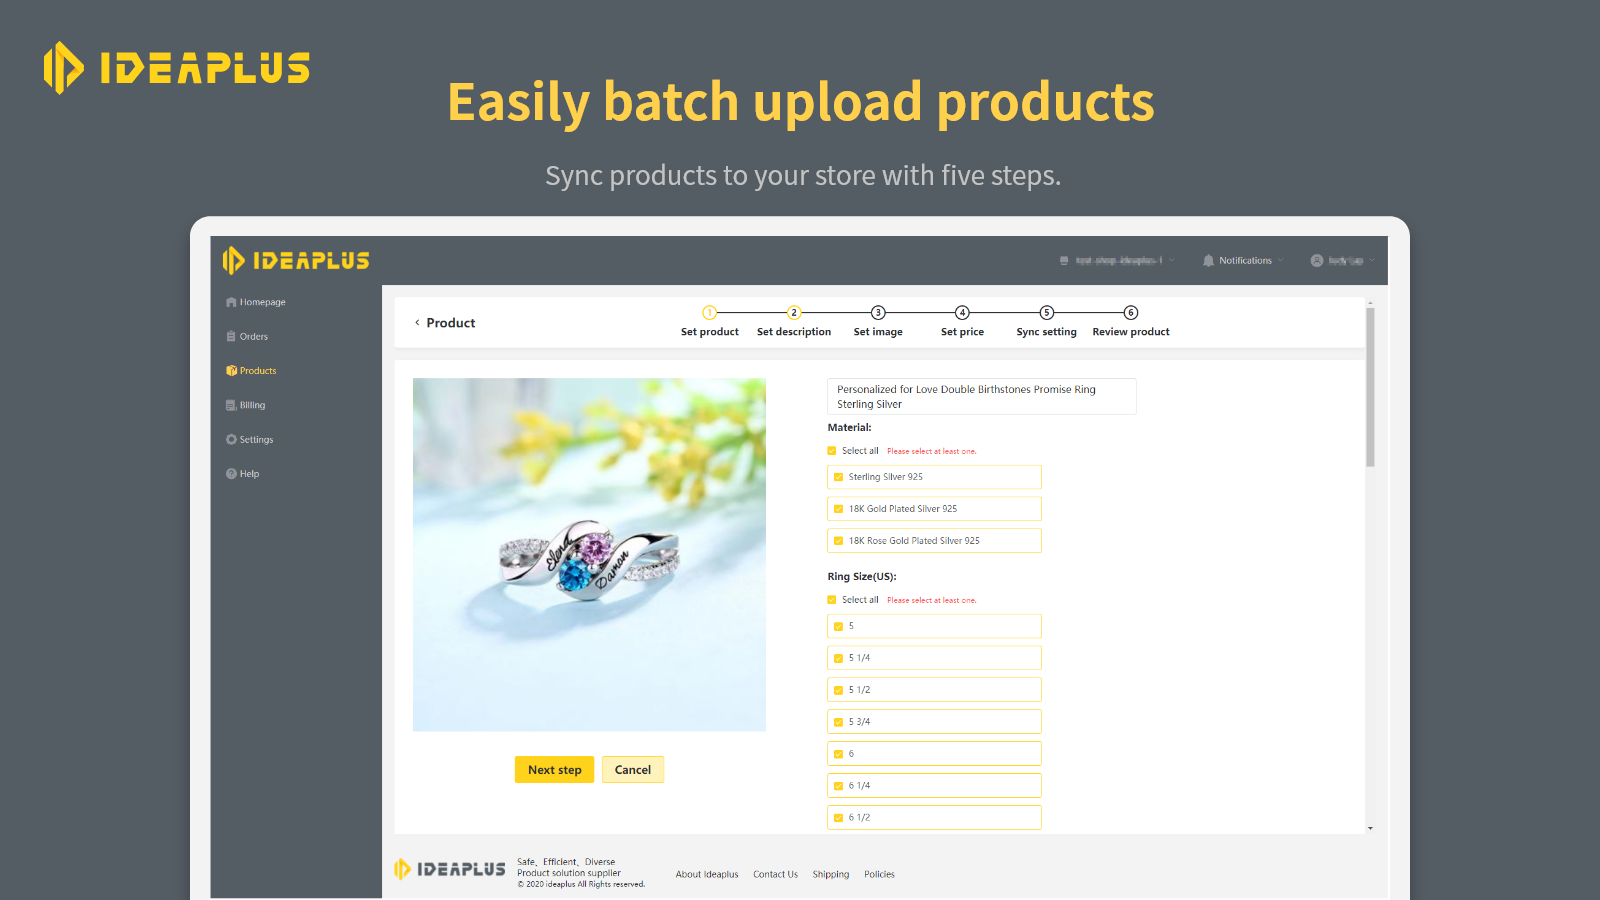 IDEAPLUS
Easily batch upload products
Sync products to your store with five steps.
IDEAPLUS
Notifications
Homepage
Orders
Products
Billing
Settings
Help
‹ Product
1 2 3 4 5 6
Set product Set description Set image Set price Sync setting Review product
Personalized for Love Double Birthstones Promise Ring
Sterling Silver
Material:
Select all Please select at least one.
Sterling Silver 925
18K Gold Plated Silver 925
18K Rose Gold Plated Silver 925
Ring Size(US):
Select all Please select at least one.
5
5 1/4
5 1/2
5 3/4
6
6 1/4
6 1/2
Elena
Damon
Next step Cancel
IDEAPLUS
Safe、Efficient、Diverse
Product solution supplier
© 2020 ideaplus All Rights reserved.
About Ideaplus Contact Us Shipping Policies